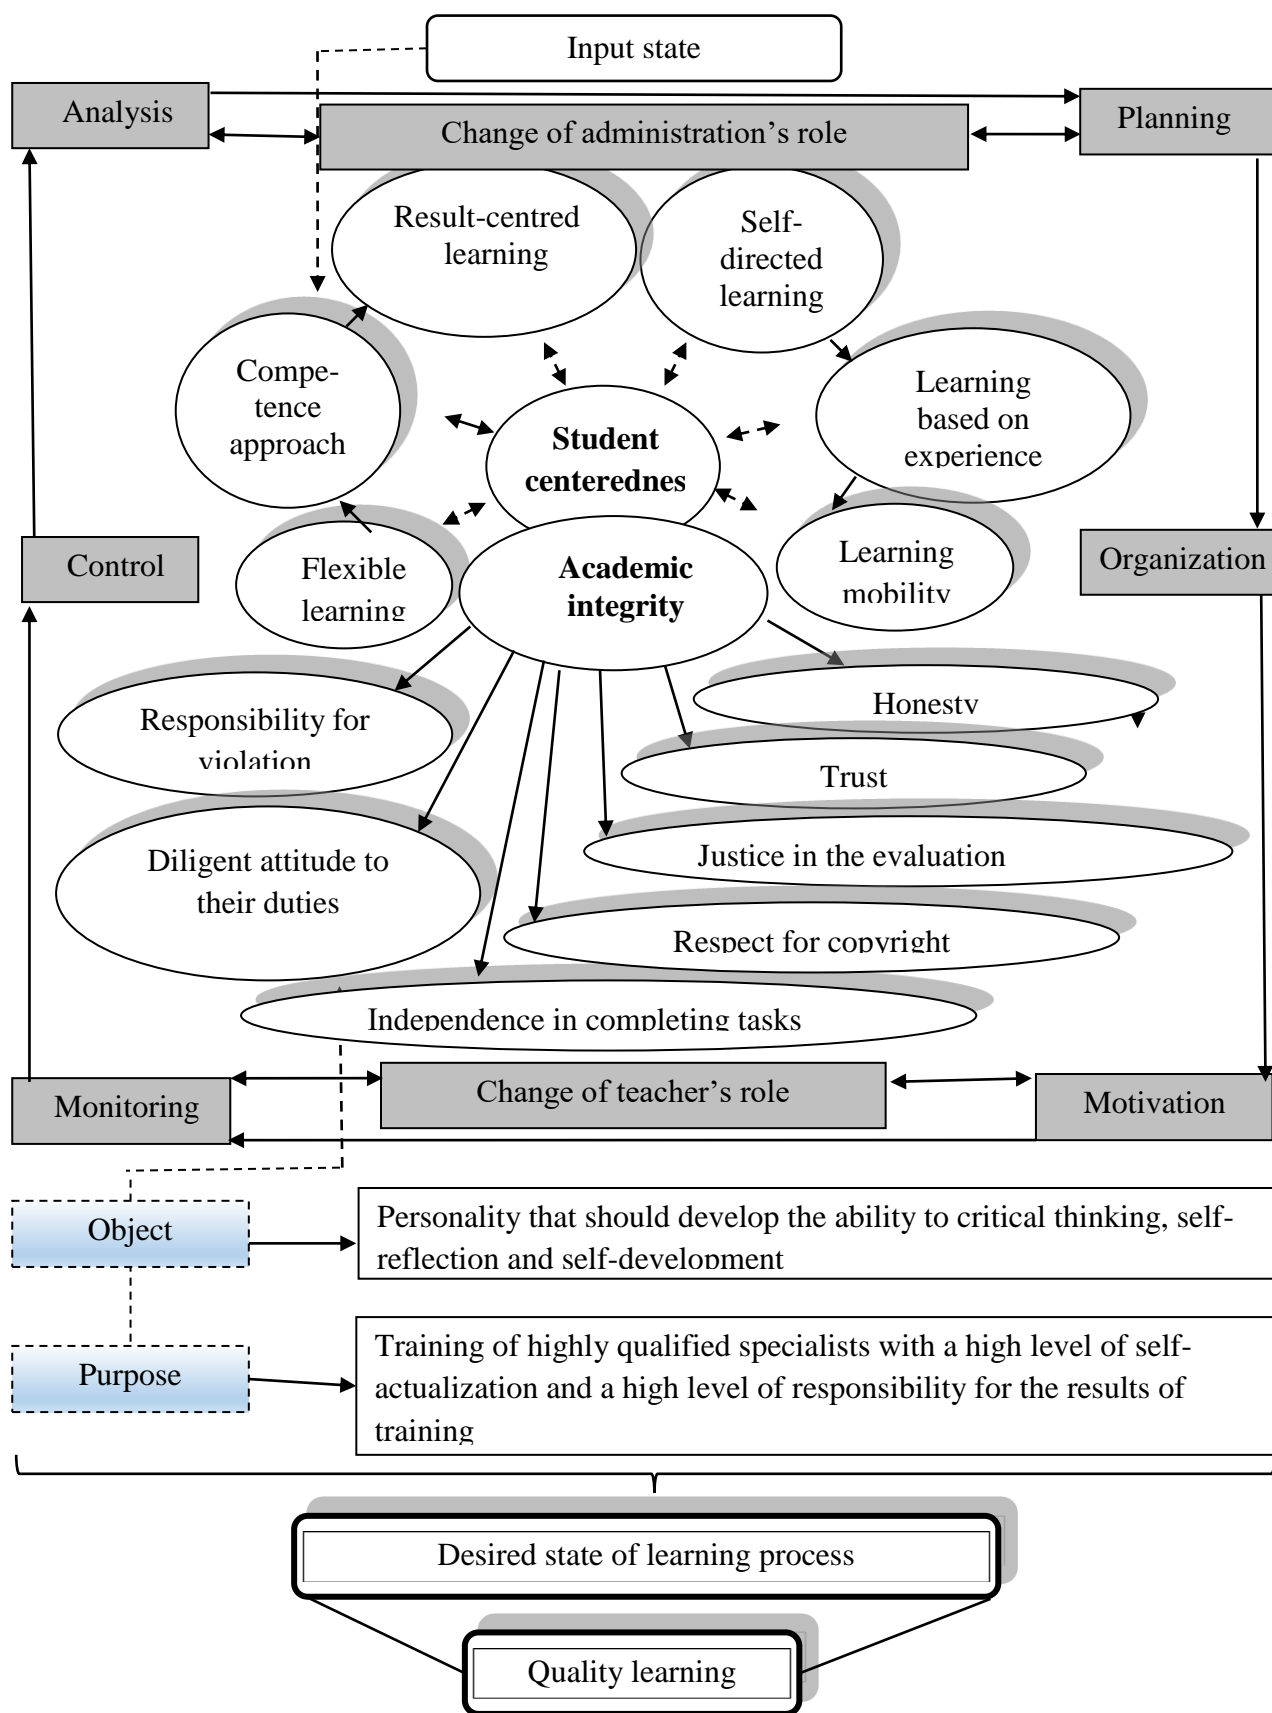 Input state
Analysis
Change of administration’s role
Planning
Result-centred
learning
Self-
directed
learning
Compe-
tence
approach
Learning
based on
experience
Student
centerednes
Flexible
learning
Academic
integrity
Learning
mobility
Control
Organization
Responsibility for
violation
Honesty
Trust
Diligent attitude to
their duties
Justice in the evaluation
Respect for copyright
Independence in completing tasks
Monitoring
Change of teacher’s role
Motivation
Object
Personality that should develop the ability to critical thinking, self-
reflection and self-development
Purpose
Training of highly qualified specialists with a high level of self-
actualization and a high level of responsibility for the results of
training
Desired state of learning process
Quality learning